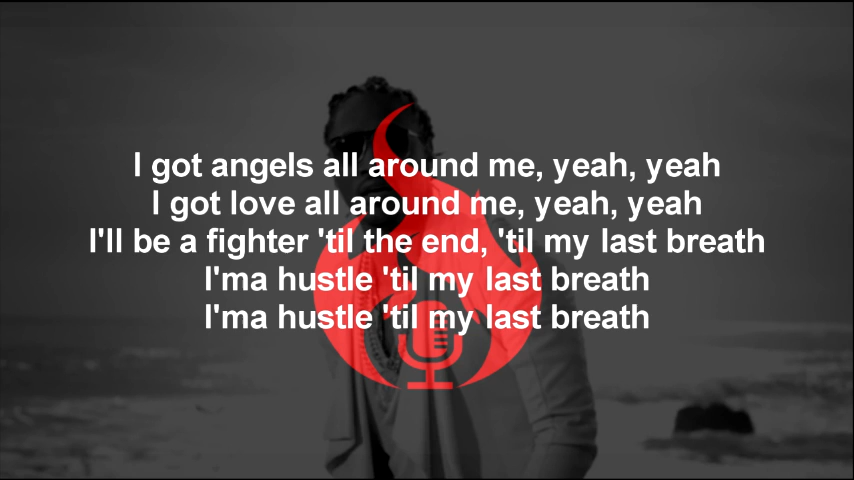 I got angels all around me, yeah, yeah
I got love all around me, yeah, yeah
I'll be a fighter 'til the end, 'til my last breath
I'ma hustle 'til my last breath
I'ma hustle 'til my last breath